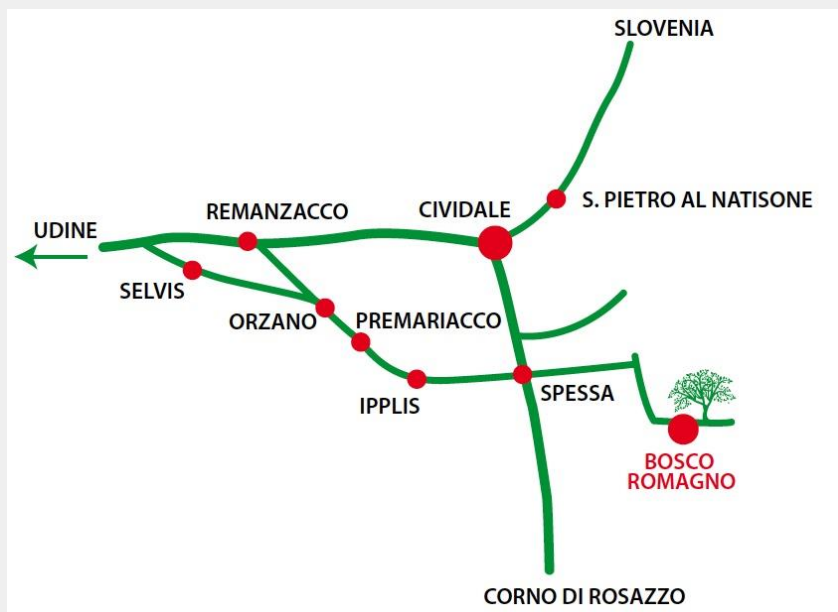 SLOVENIA
S. PIETRO AL NATISONE
CIVIDALE
REMANZACCO
UDINE
SELVIS
ORZANO
PREMARIACCO
IPPLIS
SPESSA
BOSCO
ROMAGNO
CORNO DI ROSAZZO